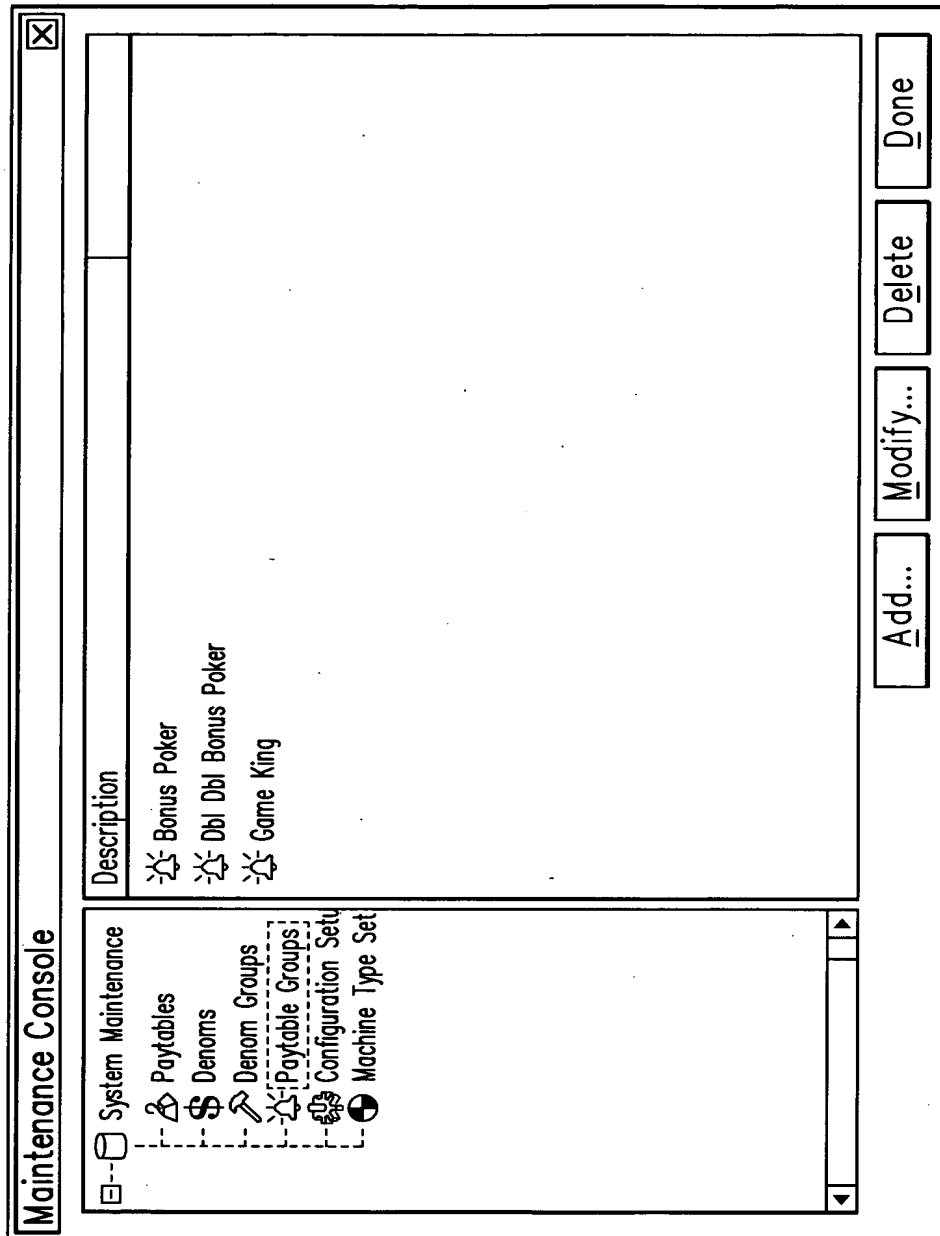 Maintenance Console
System Maintenance
Paytables
Denoms
Denom Groups
Paytable Groups
Configuration Setu
Machine Type Set
Description
Bonus Poker
Dbl Dbl Bonus Poker
Game King
Add...
Modify...
Delete
Done